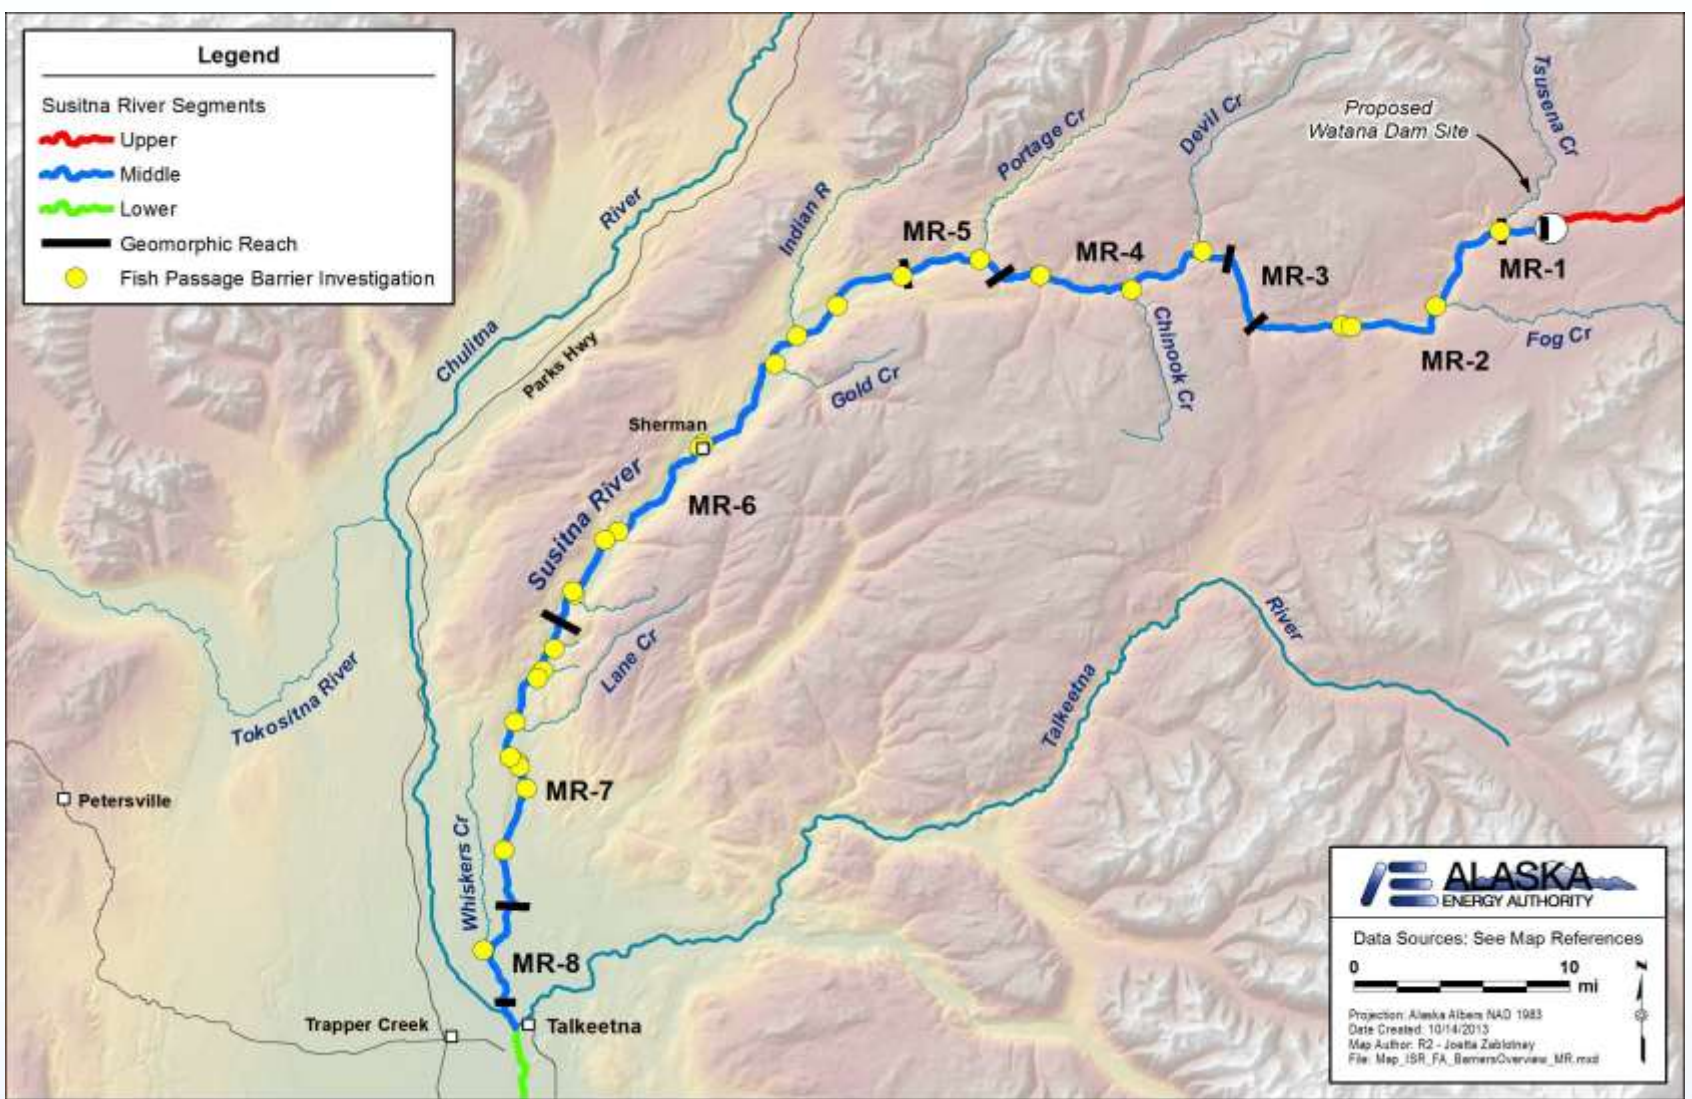 Legend
Susitna River Segments
Upper
Middle
Lower
Geomorphic Reach
Fish Passage Barrier Investigation
Chulitna
River
Parks Hwy
Indian R
Portage Cr
Devil Cr
Proposed
Watana Dam Site
Tsusena Cr
MR-5
MR-4
MR-3
MR-1
MR-2
Fog Cr
Chinook Cr
Gold Cr
Sherman
Susitna River
MR-6
Lane Cr
Tokositna River
Talkeetna
River
Petersville
MR-7
Whiskers Cr
MR-8
Trapper Creek
Talkeetna
ALASKA
ENERGY AUTHORITY
Data Sources: See Map References
0 10
mi
N
Projection: Alaska Albers NAD 1983
Date Created: 10/14/2013
Map Author: R2 - Joetta Zablotney
File: Map_ISR_FA_BarriersOverview_MR.mxd